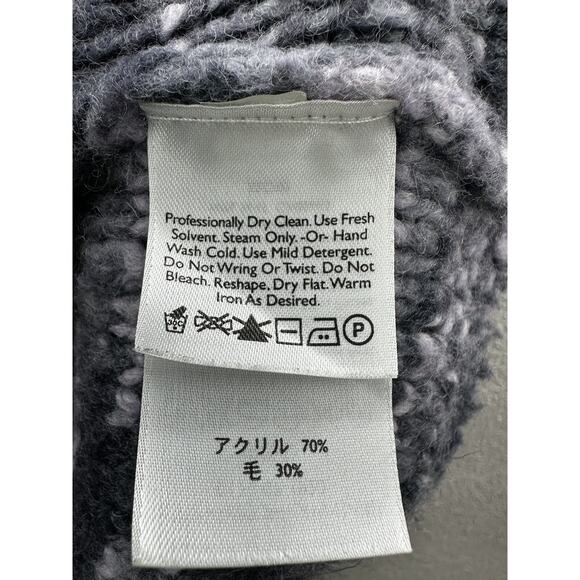 Professionally Dry Clean. Use Fresh
Solvent. Steam Only. -Or- Hand
Wash Cold. Use Mild Detergent.
Do Not Wring Or Twist. Do Not
Bleach. Reshape, Dry Flat. Warm
Iron As Desired.
30C P
アクリル 70%
毛 30%